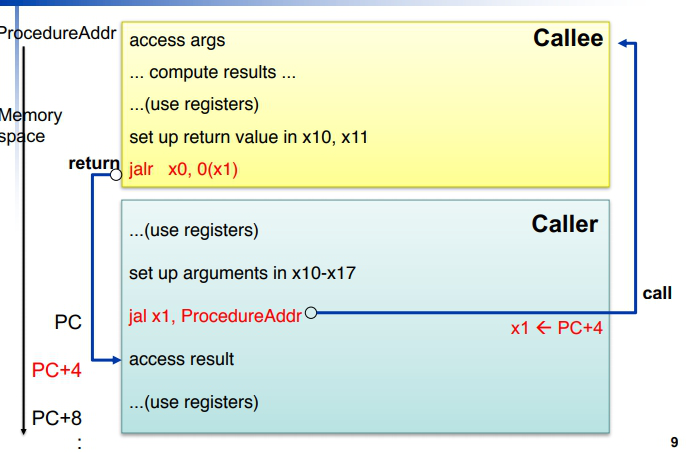 ProcedureAddr
access args
Callee
... compute results ...
...(use registers)
Memory
space
set up return value in x10, x11
return
jalr x0, 0(x1)
...(use registers)
Caller
set up arguments in x10-x17
call
PC
jal x1, ProcedureAddr
x1 ← PC+4
PC+4
access result
PC+8
...(use registers)
:
9